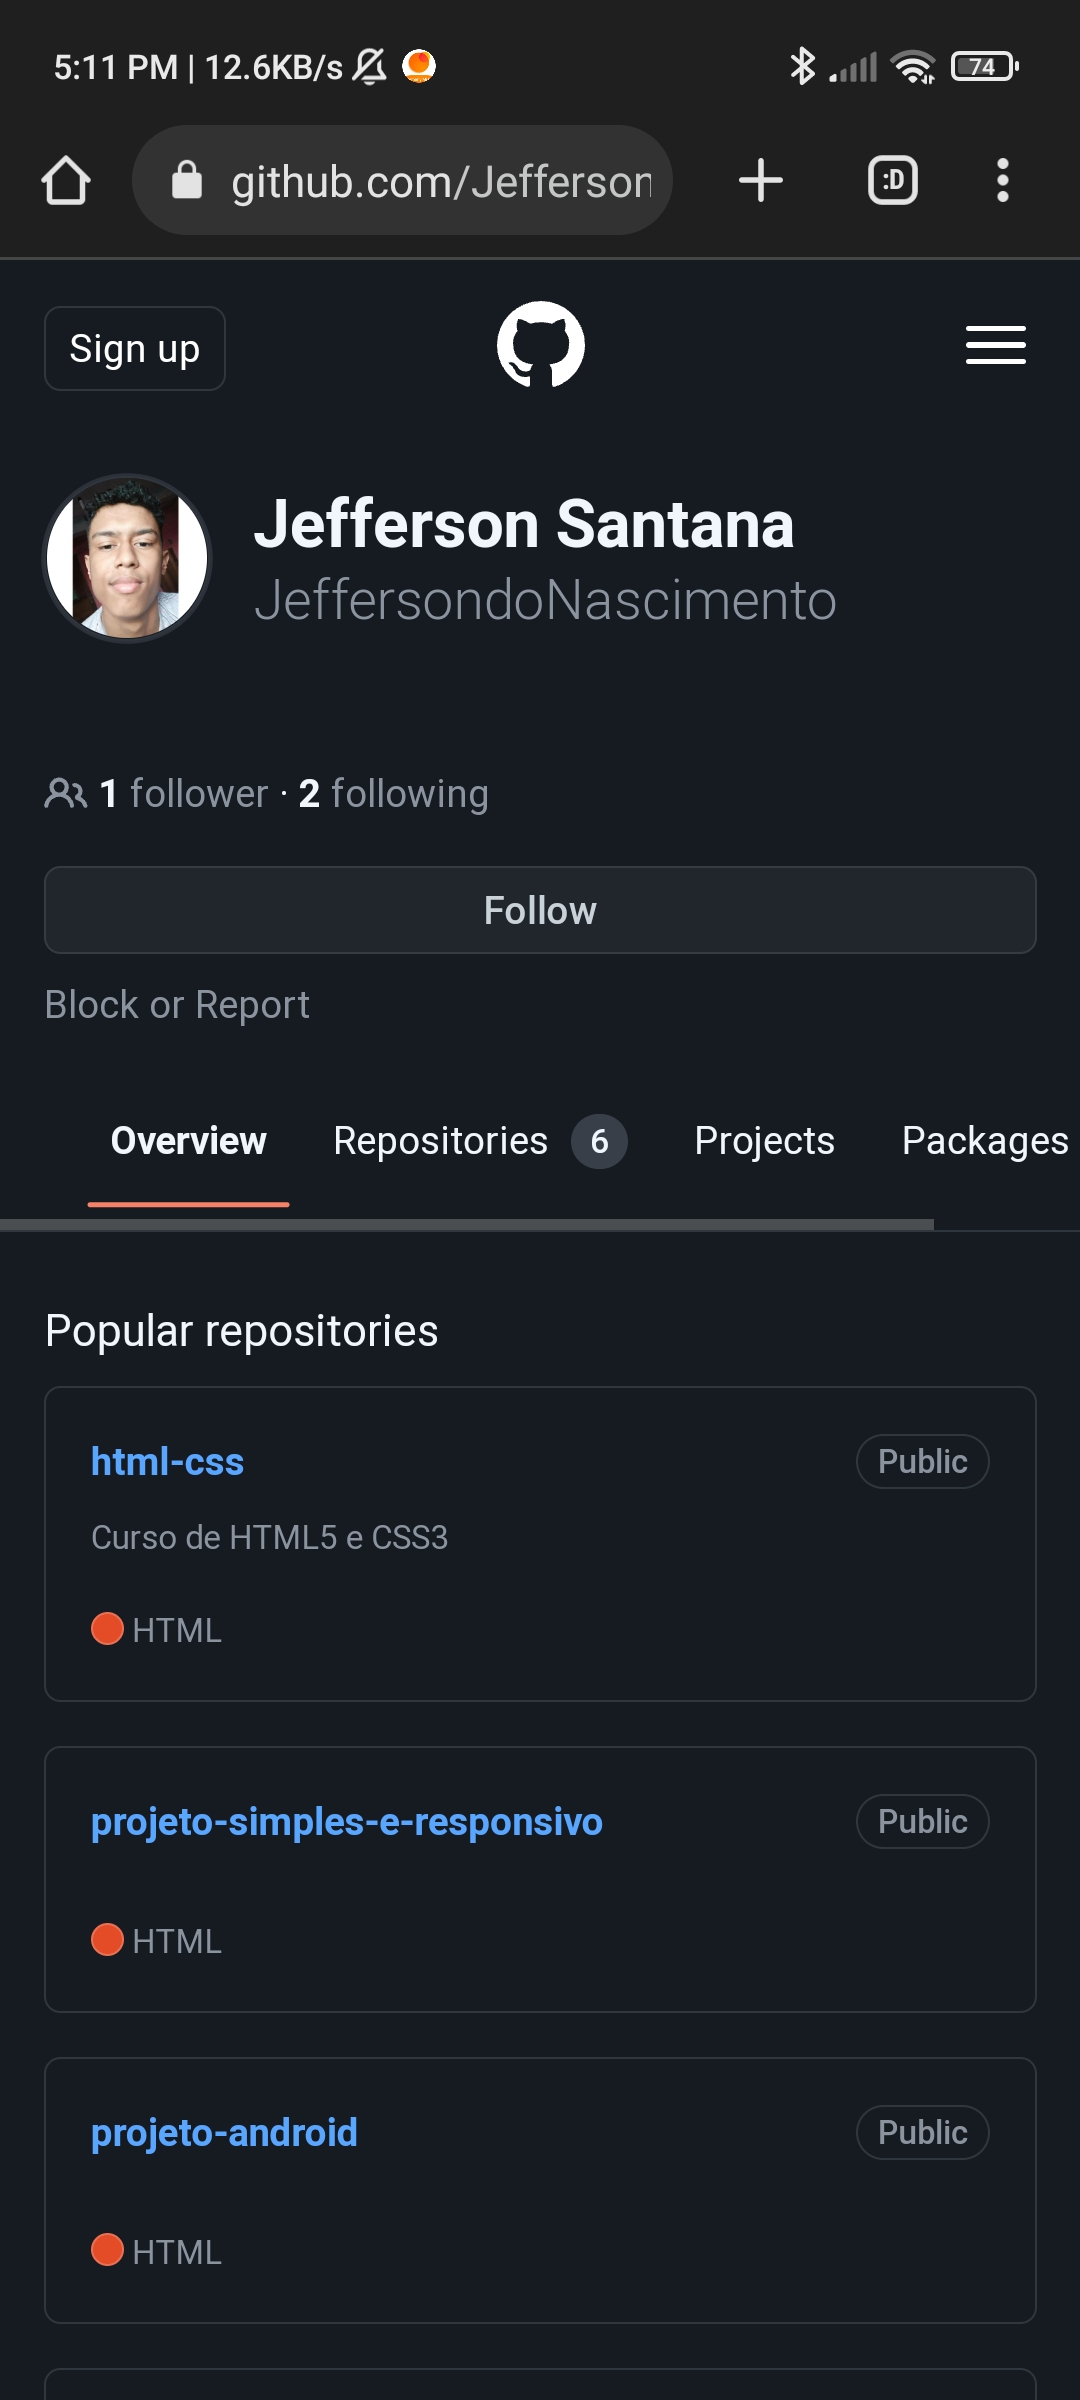 5:11 PM | 12.6KB/s 74
github.com/Jefferson :D
Sign up
Jefferson Santana
JeffersondoNascimento
1 follower · 2 following
Follow
Block or Report
Overview Repositories 6 Projects Packages
Popular repositories
html-css Public
Curso de HTML5 e CSS3
HTML
projeto-simples-e-responsivo Public
HTML
projeto-android Public
HTML